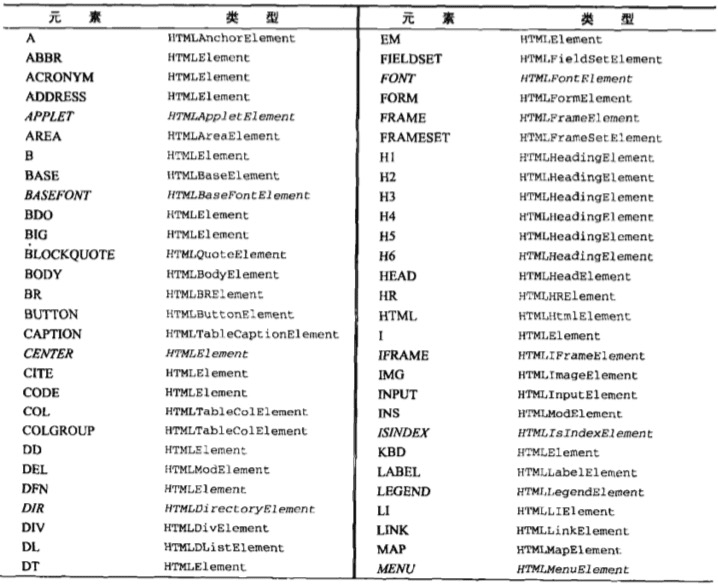 元 素 类 型
A HTMLAnchorElement
ABBR HTMLElement
ACRONYM HTMLElement
ADDRESS HTMLElement
APPLET HTMLAppletElement
AREA HTMLAreaElement
B HTMLElement
BASE HTMLBaseElement
BASEFONT HTMLBaseFontElement
BDO HTMLElement
BIG HTMLElement
BLOCKQUOTE HTMLQuoteElement
BODY HTMLBodyElement
BR HTMLBRElement
BUTTON HTMLButtonElement
CAPTION HTMLTableCaptionElement
CENTER HTMLElement
CITE HTMLElement
CODE HTMLElement
COL HTMLTableColElement
COLGROUP HTMLTableColElement
DD HTMLElement
DEL HTMLModElement
DFN HTMLElement
DIR HTMLDirectoryElement
DIV HTMLDivElement
DL HTMLDListElement
DT HTMLElement
元 素 类 型
EM HTMLElement
FIELDSET HTMLFieldSetElement
FONT HTMLFontElement
FORM HTMLFormElement
FRAME HTMLFrameElement
FRAMESET HTMLFrameSetElement
H1 HTMLHeadingElement
H2 HTMLHeadingElement
H3 HTMLHeadingElement
H4 HTMLHeadingElement
H5 HTMLHeadingElement
H6 HTMLHeadingElement
HEAD HTMLHeadElement
HR HTMLHRElement
HTML HTMLHtmlElement
I HTMLElement
IFRAME HTMLIFrameElement
IMG HTMLImageElement
INPUT HTMLInputElement
INS HTMLModElement
ISINDEX HTMLIsIndexElement
KBD HTMLElement
LABEL HTMLLabelElement
LEGEND HTMLLegendElement
LI HTMLLIElement
LINK HTMLLinkElement
MAP HTMLMapElement
MENU HTMLMenuElement